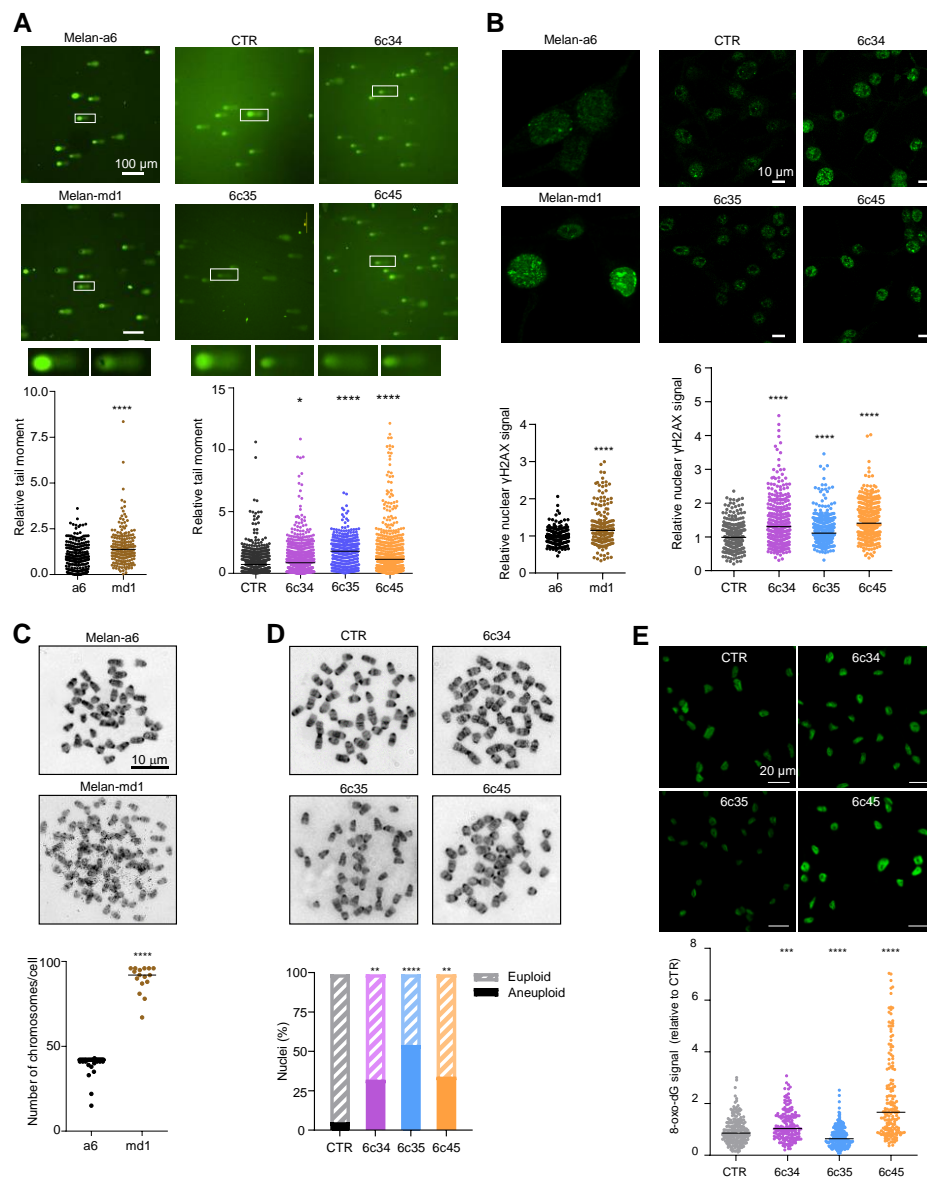 A
Melan-a6
CTR
6c34
100 µm
Melan-md1
6c35
6c45
10.0
7.5
5.0
2.5
0.0
Relative tail moment
****
a6
md1
15
10
5
0
Relative tail moment
*
****
****
CTR
6c34
6c35
6c45
B
Melan-a6
CTR
6c34
10 µm
Melan-md1
6c35
6c45
4
3
2
1
0
Relative nuclear γH2AX signal
****
a6
md1
6
5
4
3
2
1
0
Relative nuclear γH2AX signal
****
****
****
CTR
6c34
6c35
6c45
C
Melan-a6
10 µm
Melan-md1
100
50
0
Number of chromosomes/cell
****
a6
md1
D
CTR
6c34
6c35
6c45
100
75
50
25
0
Nuclei (%)
**
****
**
Euploid
Aneuploid
CTR
6c34
6c35
6c45
E
CTR
6c34
20 µm
6c35
6c45
8
6
4
2
0
8-oxo-dG signal (relative to CTR)
***
****
****
CTR
6c34
6c35
6c45